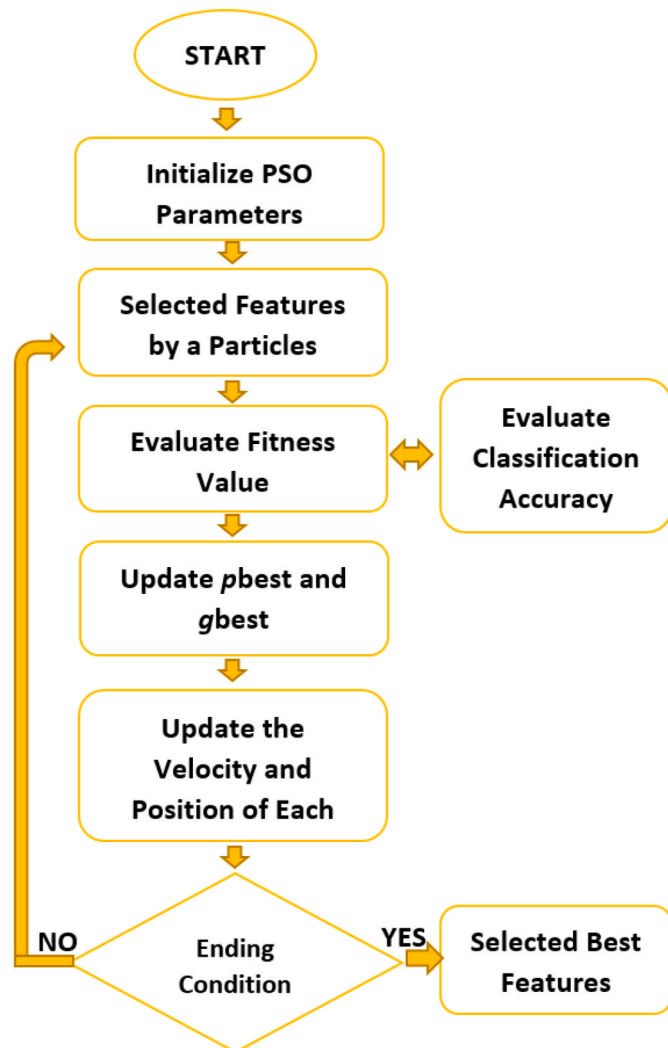 START
Initialize PSO
Parameters
Selected Features
by a Particles
Evaluate Fitness
Value
Evaluate
Classification
Accuracy
Update pbest and
gbest
Update the
Velocity and
Position of Each
NO
Ending
Condition
YES
Selected Best
Features